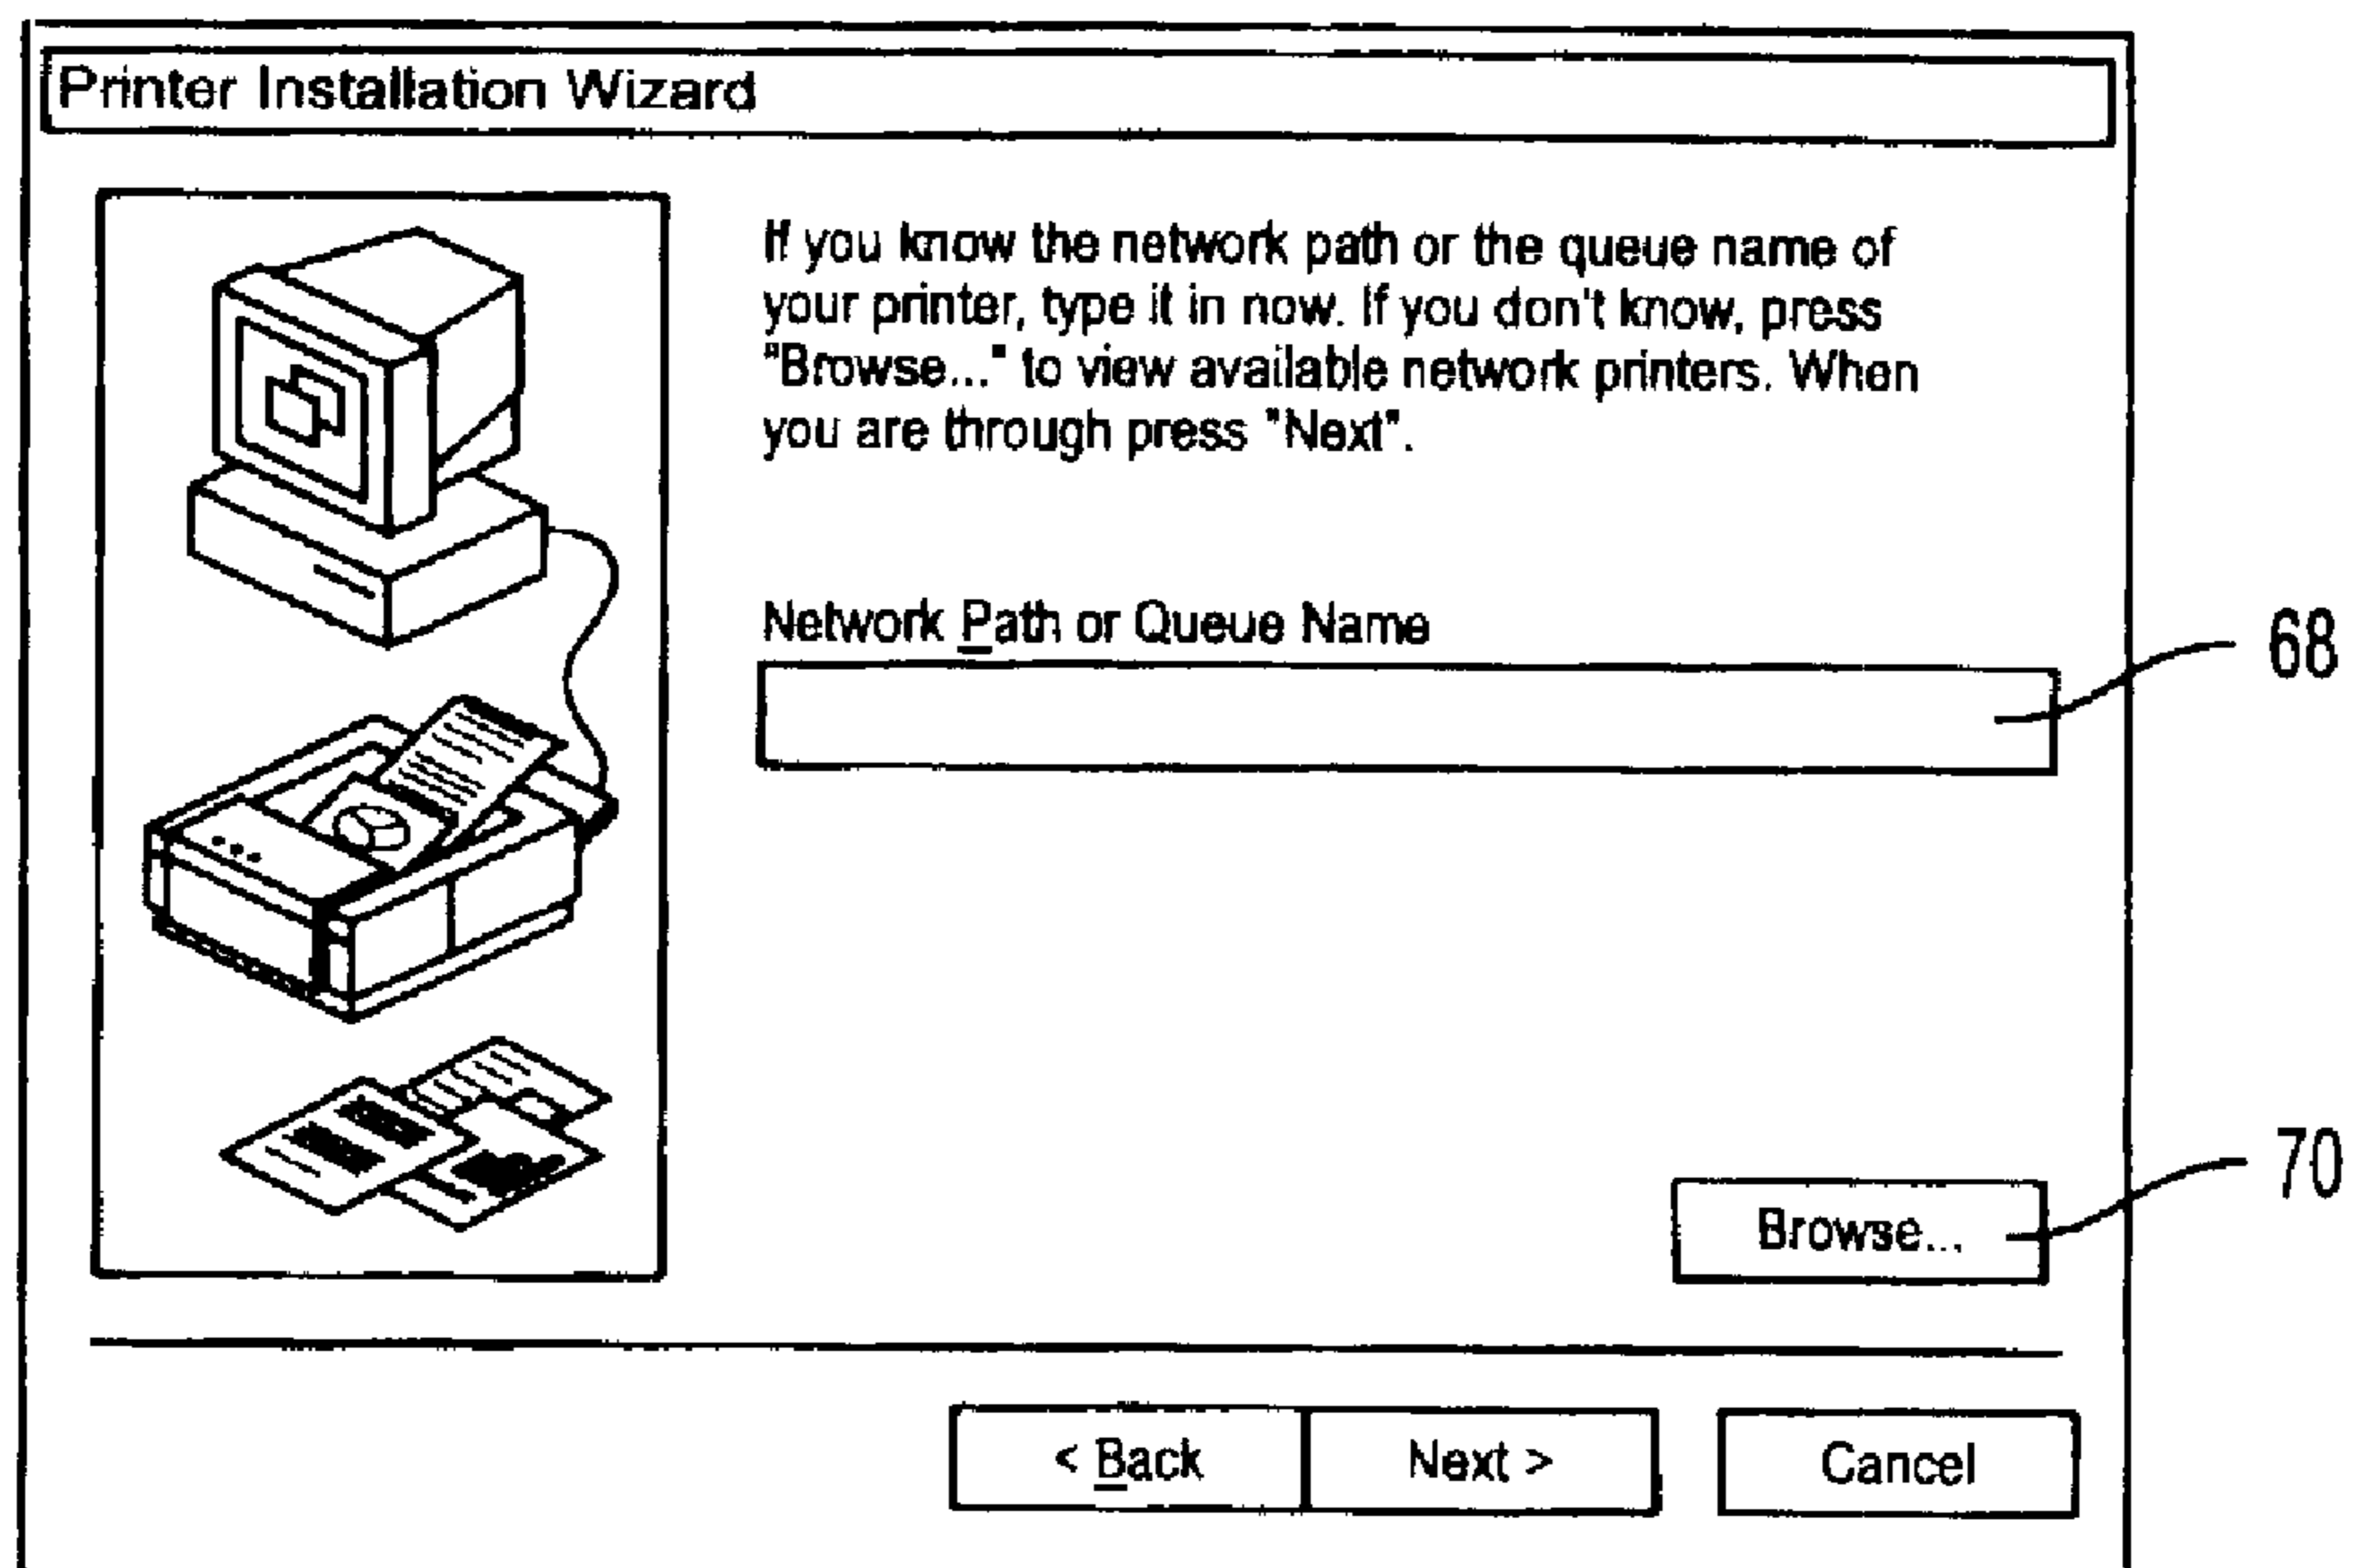 Printer Installation Wizard
If you know the network path or the queue name of
your printer, type it in now. If you don't know, press
"Browse..." to view available network printers. When
you are through press "Next".
Network Path or Queue Name
68
70
Browse...
< Back
Next >
Cancel